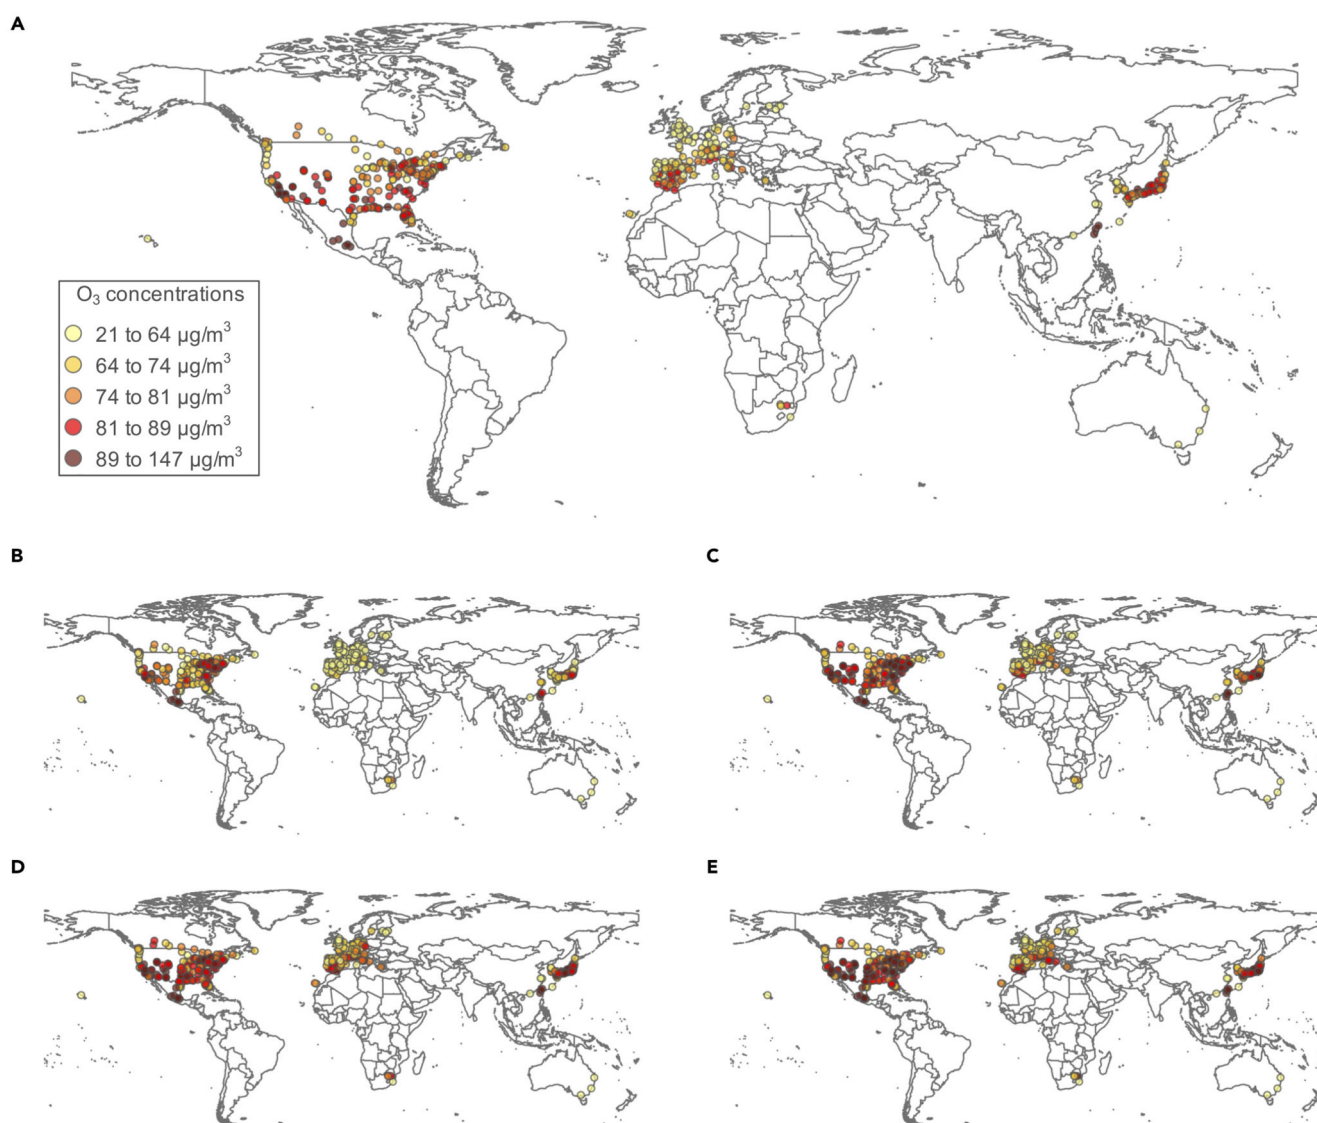 A
O₃ concentrations
21 to 64 µg/m³
64 to 74 µg/m³
74 to 81 µg/m³
81 to 89 µg/m³
89 to 147 µg/m³
B
C
D
E